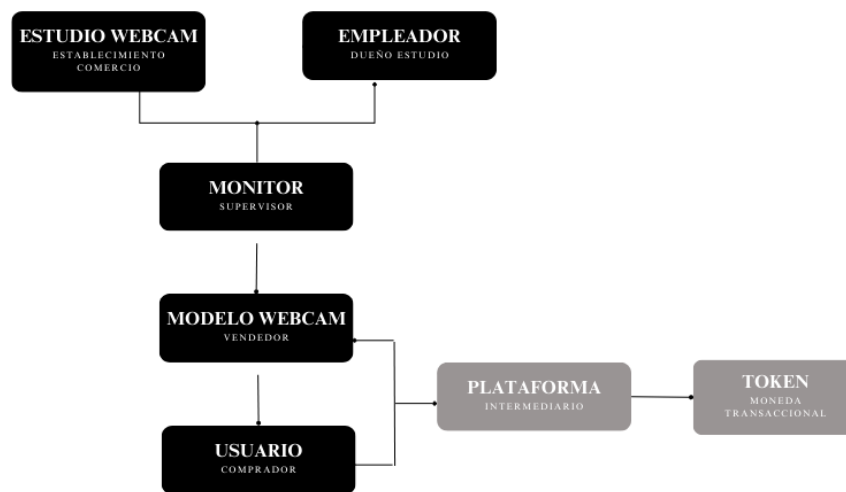 ESTUDIO WEBCAM
ESTABLECIMIENTO
COMERCIO
EMPLEADOR
DUEÑO ESTUDIO
MONITOR
SUPERVISOR
MODELO WEBCAM
VENDEDOR
PLATAFORMA
INTERMEDIARIO
TOKEN
MONEDA
TRANSACCIONAL
USUARIO
COMPRADOR